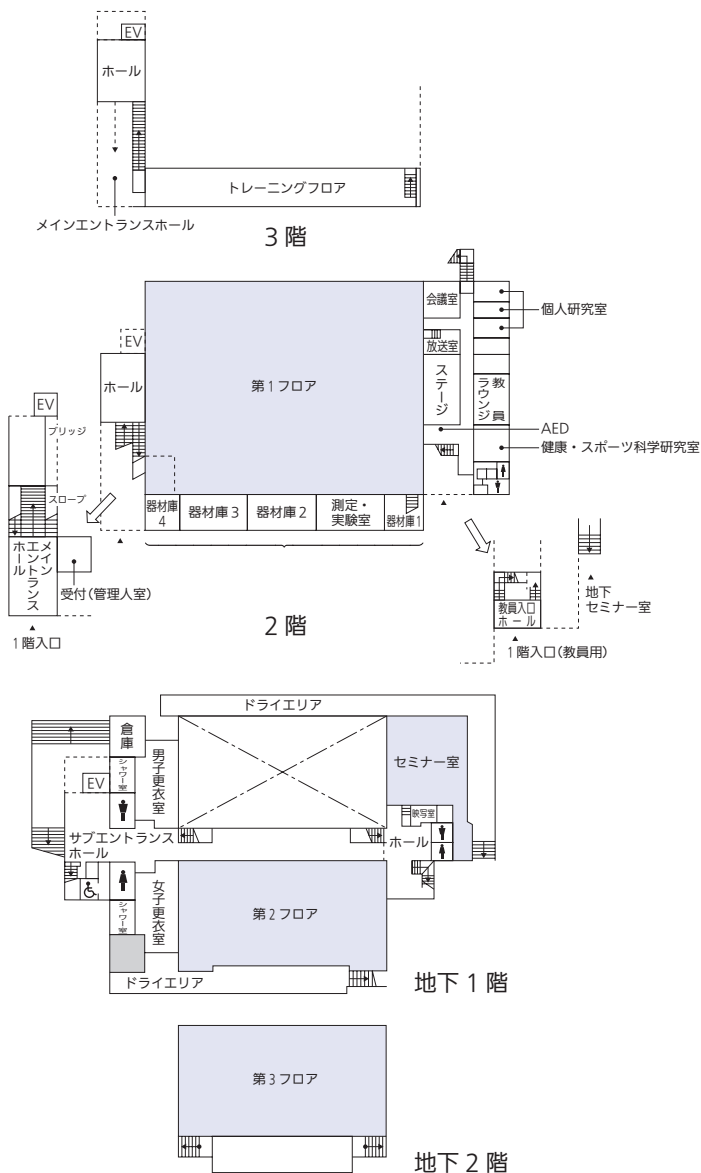 EV
ホール
トレーニングフロア
メインエントランスホール
3階
会議室
個人研究室
EV
放送室
第1フロア
ホール
ステージ
教員
ラウンジ
EV
ブリッジ
AED
健康・スポーツ科学研究室
スロープ
器材庫
4
器材庫3
器材庫2
測定・
実験室
器材庫1
メイン
エントランス
ホール
受付(管理人室)
2階
教員入口
ホール
地下
セミナー室
1階入口
1階入口(教員用)
ドライエリア
倉庫
男子更衣室
セミナー室
シャワー室
EV
映写室
サブエントランス
ホール
ホール
女子更衣室
シャワー室
第2フロア
ドライエリア
地下1階
第3フロア
地下2階